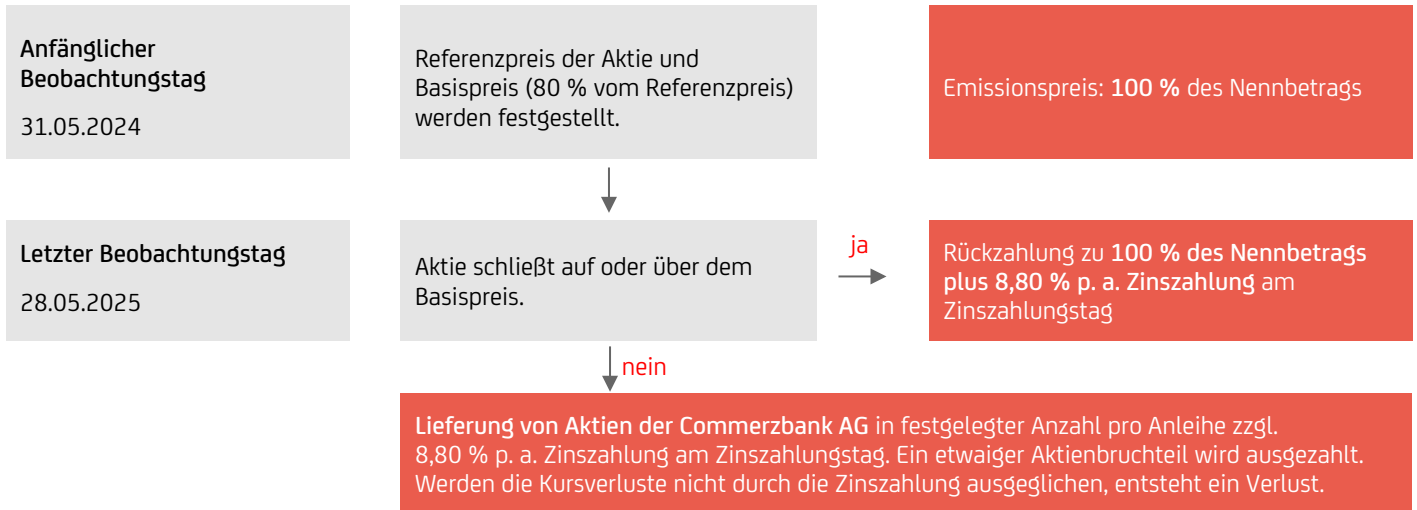 Anfänglicher
Beobachtungstag
31.05.2024
Referenzpreis der Aktie und
Basispreis (80 % vom Referenzpreis)
werden festgestellt.
Emissionspreis: 100 % des Nennbetrags
Letzter Beobachtungstag
28.05.2025
Aktie schließt auf oder über dem
Basispreis.
ja
Rückzahlung zu 100 % des Nennbetrags
plus 8,80 % p. a. Zinszahlung am
Zinszahlungstag
nein
Lieferung von Aktien der Commerzbank AG in festgelegter Anzahl pro Anleihe zzgl.
8,80 % p. a. Zinszahlung am Zinszahlungstag. Ein etwaiger Aktienbruchteil wird ausgezahlt.
Werden die Kursverluste nicht durch die Zinszahlung ausgeglichen, entsteht ein Verlust.